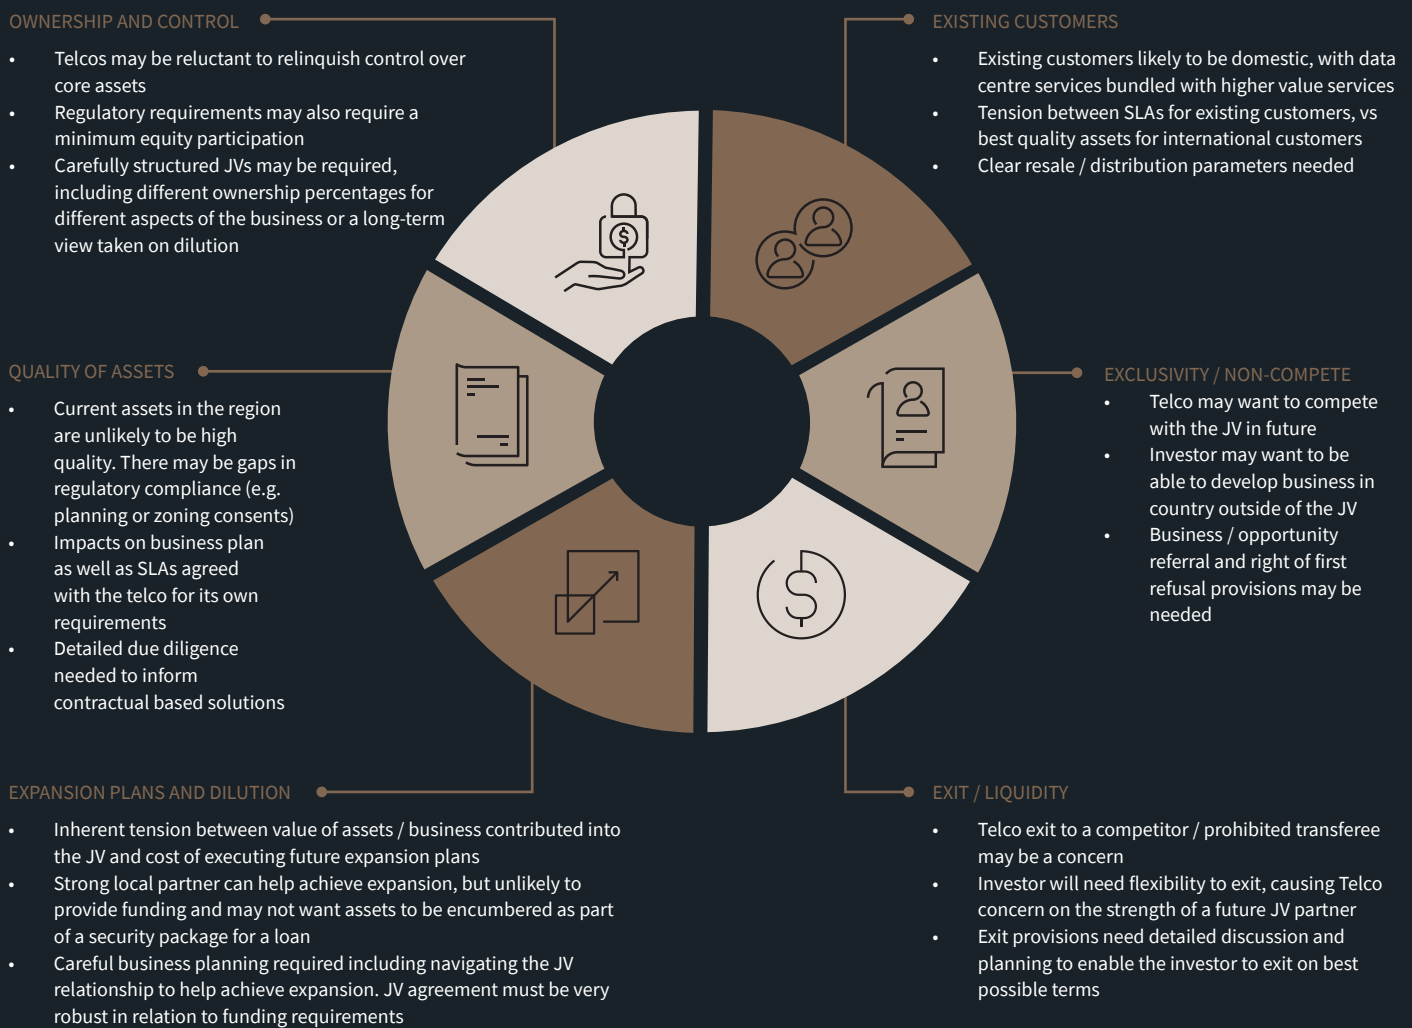 OWNERSHIP AND CONTROL
• Telcos may be reluctant to relinquish control over
core assets
• Regulatory requirements may also require a
minimum equity participation
• Carefully structured JVs may be required,
including different ownership percentages for
different aspects of the business or a long-term
view taken on dilution
EXISTING CUSTOMERS
• Existing customers likely to be domestic, with data
centre services bundled with higher value services
• Tension between SLAs for existing customers, vs
best quality assets for international customers
• Clear resale / distribution parameters needed
QUALITY OF ASSETS
• Current assets in the region
are unlikely to be high
quality. There may be gaps in
regulatory compliance (e.g.
planning or zoning consents)
• Impacts on business plan
as well as SLAs agreed
with the telco for its own
requirements
• Detailed due diligence
needed to inform
contractual based solutions
EXCLUSIVITY / NON-COMPETE
• Telco may want to compete
with the JV in future
• Investor may want to be
able to develop business in
country outside of the JV
• Business / opportunity
referral and right of first
refusal provisions may be
needed
EXPANSION PLANS AND DILUTION
• Inherent tension between value of assets / business contributed into
the JV and cost of executing future expansion plans
• Strong local partner can help achieve expansion, but unlikely to
provide funding and may not want assets to be encumbered as part
of a security package for a loan
• Careful business planning required including navigating the JV
relationship to help achieve expansion. JV agreement must be very
robust in relation to funding requirements
EXIT / LIQUIDITY
• Telco exit to a competitor / prohibited transferee
may be a concern
• Investor will need flexibility to exit, causing Telco
concern on the strength of a future JV partner
• Exit provisions need detailed discussion and
planning to enable the investor to exit on best
possible terms